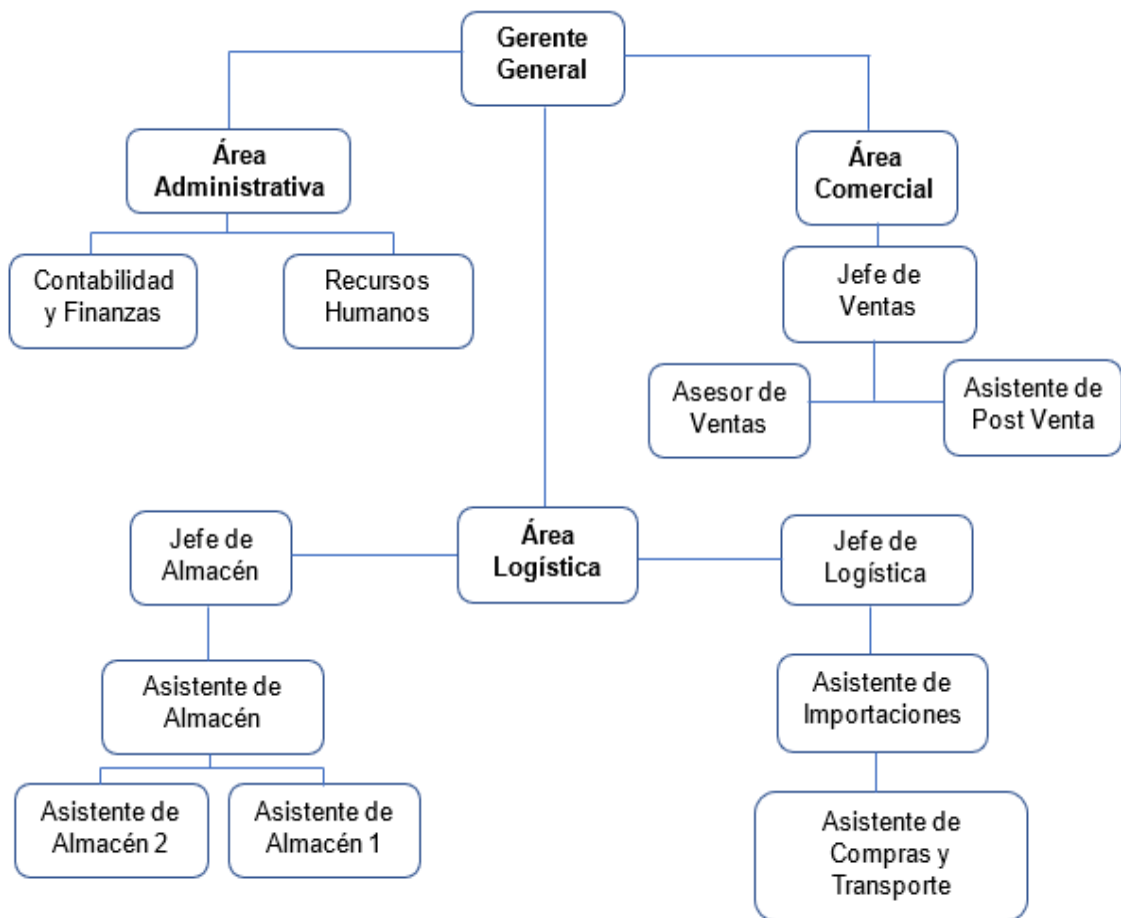 Gerente
General
Área
Administrativa
Área
Comercial
Contabilidad
y Finanzas
Recursos
Humanos
Jefe de
Ventas
Asesor de
Ventas
Asistente de
Post Venta
Jefe de
Almacén
Área
Logística
Jefe de
Logística
Asistente de
Almacén
Asistente de
Importaciones
Asistente de
Almacén 2
Asistente de
Almacén 1
Asistente de
Compras y
Transporte